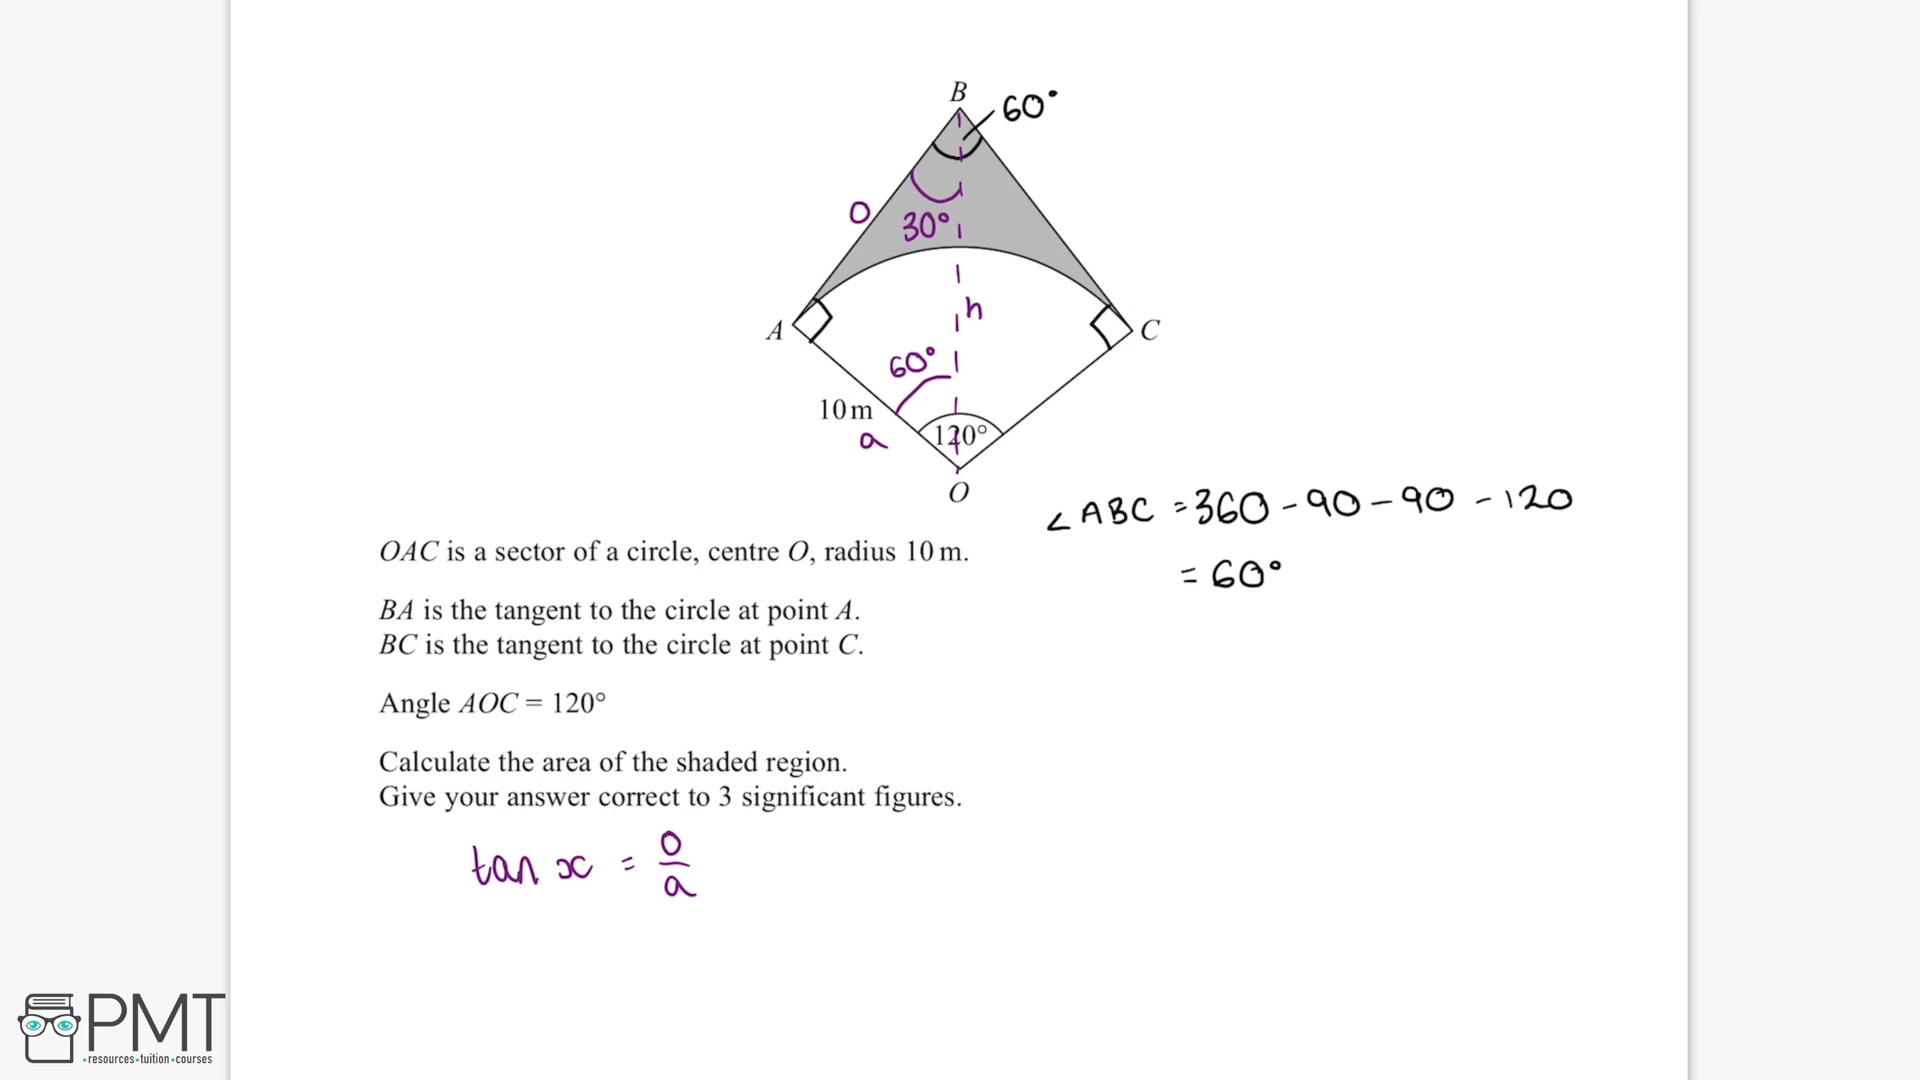 B
60°
O
30°
h
A
C
60°
10 m
a
120°
O
∠ABC = 360 - 90 - 90 - 120
= 60°
OAC is a sector of a circle, centre O, radius 10 m.
BA is the tangent to the circle at point A.
BC is the tangent to the circle at point C.
Angle AOC = 120°
Calculate the area of the shaded region.
Give your answer correct to 3 significant figures.
tan x = o/a
PMT
•resources•tuition•courses